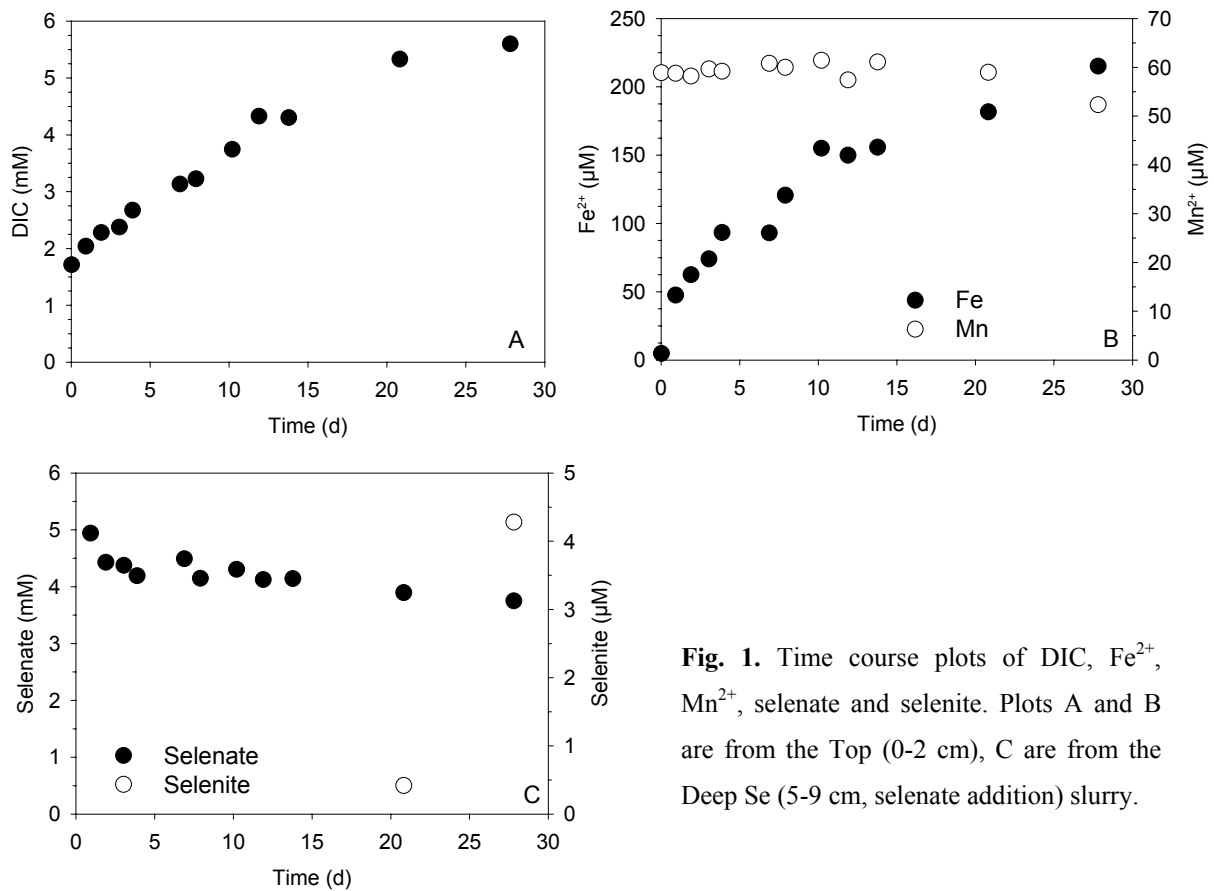 6
5
4
3
2
1
0
DIC (mM)
0 5 10 15 20 25 30
Time (d)
A
250
200
150
100
50
0
Fe²⁺ (µM)
70
60
50
40
30
20
10
0
Mn²⁺ (µM)
Fe
Mn
B
0 5 10 15 20 25 30
Time (d)
6
5
4
3
2
1
0
Selenate (mM)
5
4
3
2
1
0
Selenite (µM)
Selenate
Selenite
C
0 5 10 15 20 25 30
Time (d)
Fig. 1. Time course plots of DIC, Fe²⁺,
Mn²⁺, selenate and selenite. Plots A and B
are from the Top (0-2 cm), C are from the
Deep Se (5-9 cm, selenate addition) slurry.